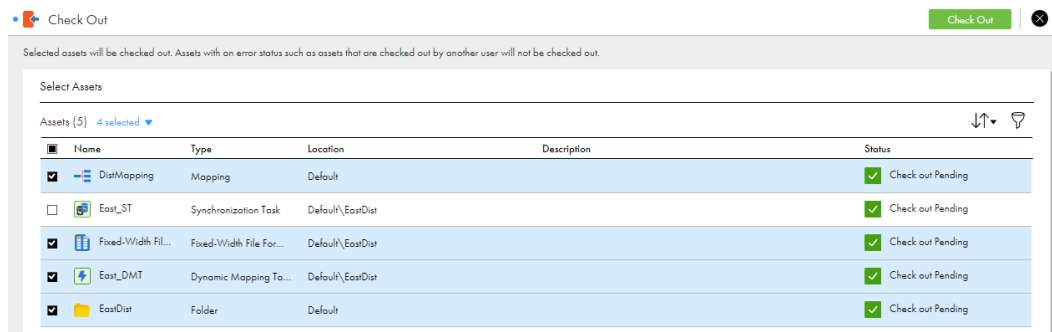 Check Out Check Out
Selected assets will be checked out. Assets with an error status such as assets that are checked out by another user will not be checked out.
Select Assets
Assets (5) 4 selected
Name Type Location Description Status
DistMapping Mapping Default Check out Pending
East_ST Synchronization Task Default\EastDist Check out Pending
Fixed-Width Fil... Fixed-Width File For... Default\EastDist Check out Pending
East_DMT Dynamic Mapping Ta... Default\EastDist Check out Pending
EastDist Folder Default Check out Pending